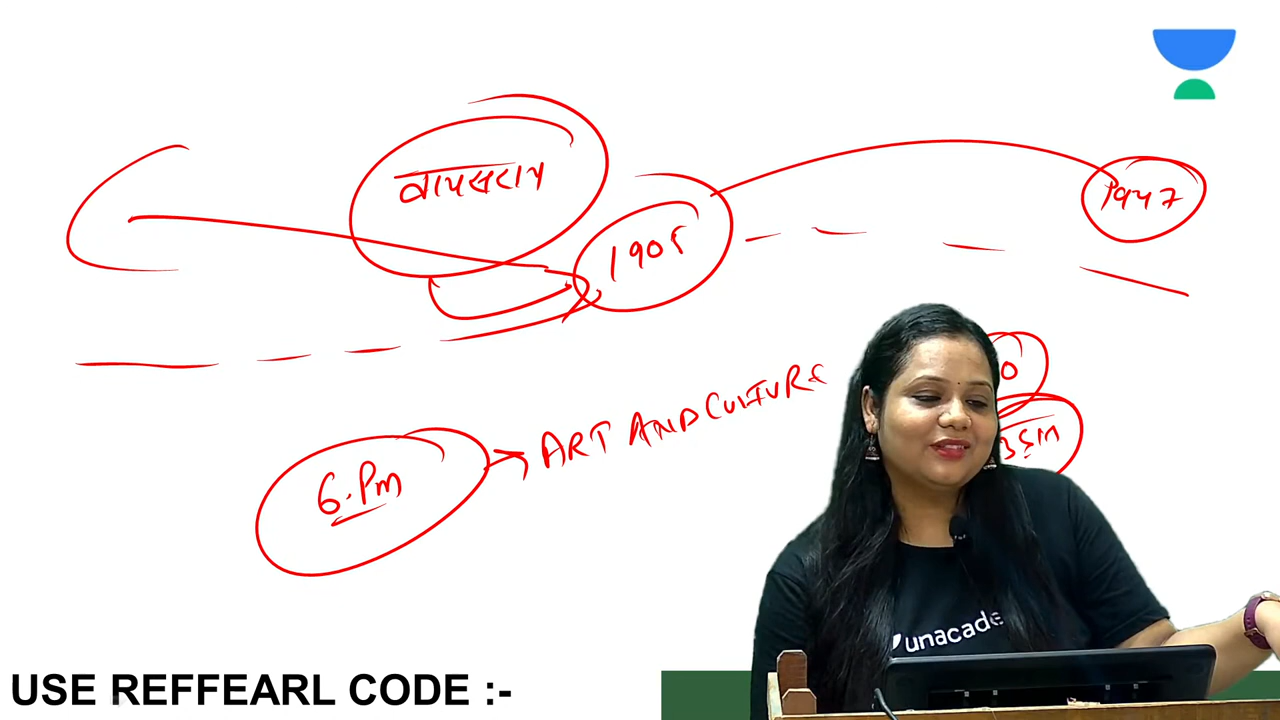 वायसराय
1905
1947
6.Pm → ART AND CULTURE
unacade
USE REFFEARL CODE :-